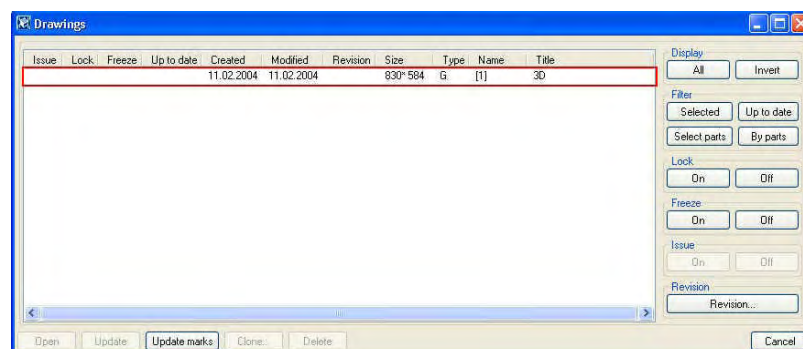 Drawings
Issue Lock Freeze Up to date Created Modified Revision Size Type Name Title
11.02.2004 11.02.2004 830*584 G [1] 3D
Display
All Invert
Filter
Selected Up to date
Select parts By parts
Lock
On Off
Freeze
On Off
Issue
On Off
Revision
Revision...
Open Update Update marks Clone... Delete Cancel